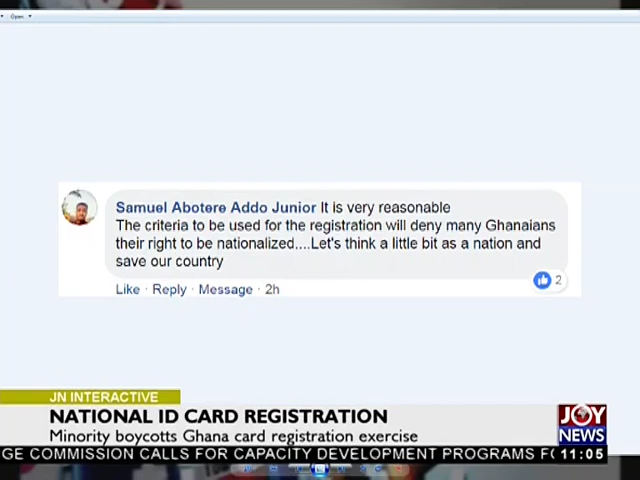 Open
Samuel Abotere Addo Junior It is very reasonable
The criteria to be used for the registration will deny many Ghanaians
their right to be nationalized....Let's think a little bit as a nation and
save our country
2
Like · Reply · Message · 2h
JN INTERACTIVE
NATIONAL ID CARD REGISTRATION
Minority boycotts Ghana card registration exercise
JOY
NEWS
GE COMMISSION CALLS FOR CAPACITY DEVELOPMENT PROGRAMS
11:05